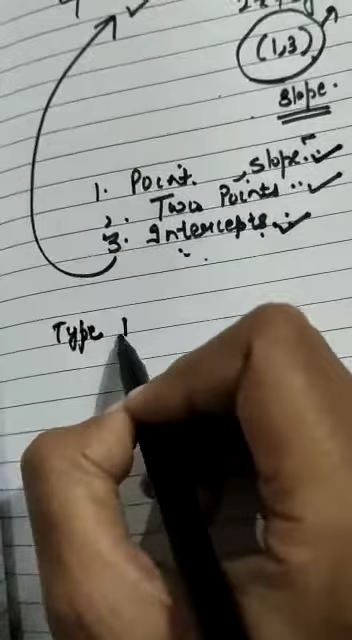 (1,3)
slope.
1. Point, slope.
2. Two Points
3. Intercepts
Type 1